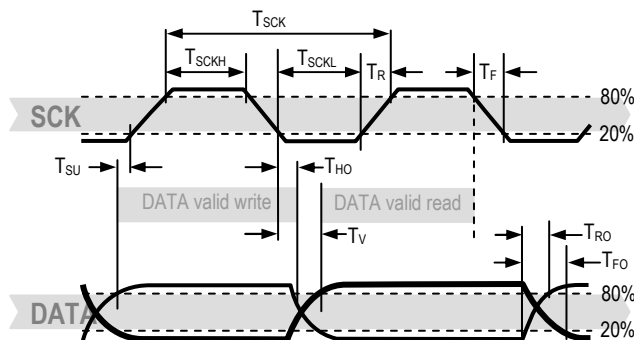 TSCK
TSCKH TSCKL TR TF
80%
SCK
20%
TSU THO
DATA valid write DATA valid read
TV
TRO
TFO
80%
DATA
20%